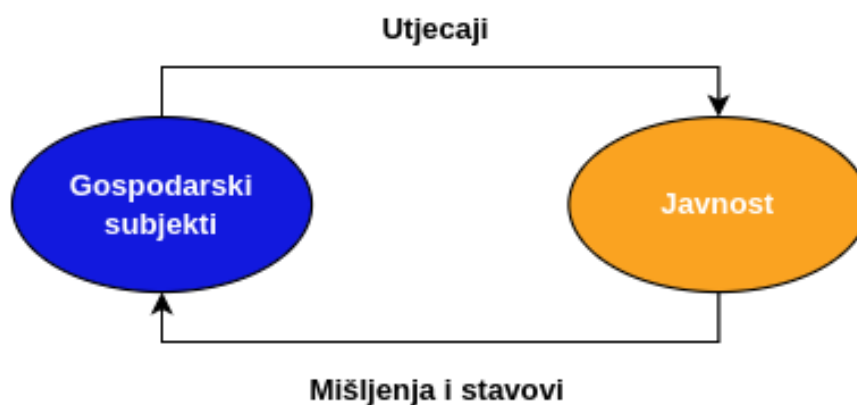 Utjecaji
Gospodarski
subjekti
Javnost
Mišljenja i stavovi